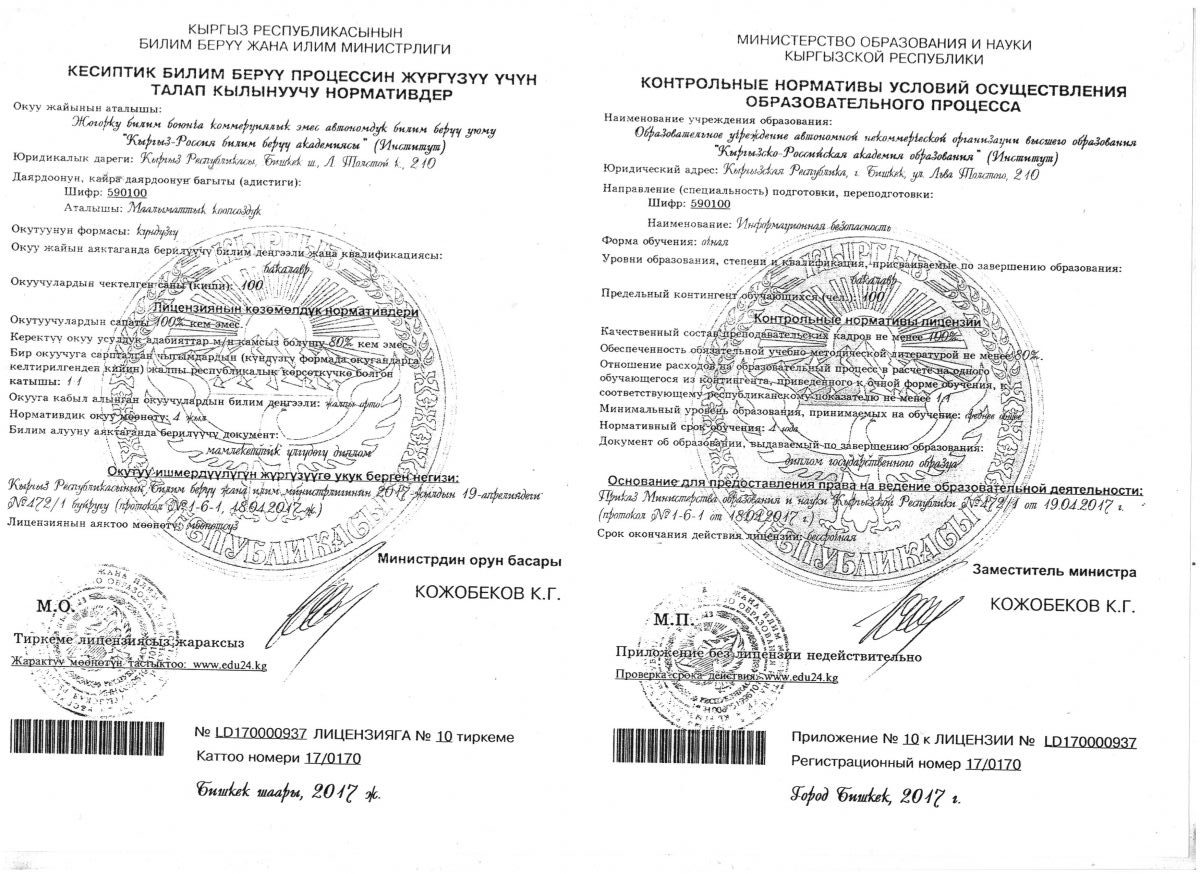 КЫРГЫЗ РЕСПУБЛИКАСЫНЫН
БИЛИМ БЕРҮҮ ЖАНА ИЛИМ МИНИСТРЛИГИ
КЕСИПТИК БИЛИМ БЕРҮҮ ПРОЦЕССИН ЖҮРГҮЗҮҮ ҮЧҮН
ТАЛАП КЫЛЫНУУЧУ НОРМАТИВДЕР
Окуу жайынын аталышы:
Жогорку билим боюнча коммерциялык эмес автономдук билим берүү уюму
"Кыргыз-Россия билим берүү академиясы" (Институт)
Юридикалык дареги: Кыргыз Республикасы, Бишкек ш., Л. Толстой к., 210
Даярдоонун, кайра даярдоонун багыты (адистиги):
Шифр: 590100
Аталышы: Маалыматтык коопсоздук
Окутуунун формасы: күндүзгү
Окуу жайын аяктаганда берилүүчү билим деңгээли жана квалификациясы:
бакалавр
Окуучулардын чектелген саны (киши): 100
Лицензиянын көзөмөлдүк нормативдери
Окутуучулардын сапаты 100% кем эмес.
Керектүү окуу усулдук адабияттар м/н камсыз болушу 80% кем эмес
Бир окуучуга сарпталган чыгымдардын (күндүзгү формада окугандарга
келтирилгенден кийин) жалпы республикалык көрсөткүчкө болгон
катышы: 1:1
Окууга кабыл алынган окуучулардын билим деңгээли: жалпы орто
Нормативдик окуу мөөнөтү: 4 жыл
Билим алууну аяктаганда берилүүчү документ:
мамлекеттик үлгүдөгү диплом
Окутуу ишмердүүлүгүн жүргүзүүгө укук берген негизи:
Кыргыз Республикасынын Билим берүү жана илим министрлигинин 2017-жылдын 19-апрелиндеги
№472/1 буйругу (протокол №1-6-1, 18.04.2017 ж.)
Лицензиянын аяктоо мөөнөтү: мөөнөтсүз
Министрдин орун басары
КОЖОБЕКОВ К.Г.
М.О.
Тиркеме лицензиясыз жараксыз
Жарактуу мөөнөтүн тастыктоо: www.edu24.kg
№ LD170000937 ЛИЦЕНЗИЯГА № 10 тиркеме
Каттоо номери 17/0170
Бишкек шаары, 2017 ж.
МИНИСТЕРСТВО ОБРАЗОВАНИЯ И НАУКИ
КЫРГЫЗСКОЙ РЕСПУБЛИКИ
КОНТРОЛЬНЫЕ НОРМАТИВЫ УСЛОВИЙ ОСУЩЕСТВЛЕНИЯ
ОБРАЗОВАТЕЛЬНОГО ПРОЦЕССА
Наименование учреждения образования:
Образовательное учреждение автономной некоммерческой организации высшего образования
"Кыргызско-Российская академия образования" (Институт)
Юридический адрес: Кыргызская Республика, г. Бишкек, ул. Льва Толстого, 210
Направление (специальность) подготовки, переподготовки:
Шифр: 590100
Наименование: Информационная безопасность
Форма обучения: очная
Уровни образования, степени и квалификация, присваиваемые по завершению образования:
бакалавр
Предельный контингент обучающихся (чел.): 100
Контрольные нормативы лицензии
Качественный состав преподавательских кадров не менее 100%.
Обеспеченность обязательной учебно-методической литературой не менее 80%.
Отношение расходов на образовательный процесс в расчете на одного
обучающегося из контингента, приведенного к очной форме обучения, к
соответствующему республиканскому показателю не менее 1:1
Минимальный уровень образования, принимаемых на обучение: среднее общее
Нормативный срок обучения: 4 года
Документ об образовании, выдаваемый по завершению образования:
диплом государственного образца
Основание для предоставления права на ведение образовательной деятельности:
Приказ Министерства образования и науки Кыргызской Республики №472/1 от 19.04.2017 г.
(протокол №1-6-1 от 18.04.2017 г.)
Срок окончания действия лицензии: бессрочная
Заместитель министра
КОЖОБЕКОВ К.Г.
М.П.
Приложение без лицензии недействительно
Проверка срока действия: www.edu24.kg
Приложение № 10 к ЛИЦЕНЗИИ № LD170000937
Регистрационный номер 17/0170
Город Бишкек, 2017 г.